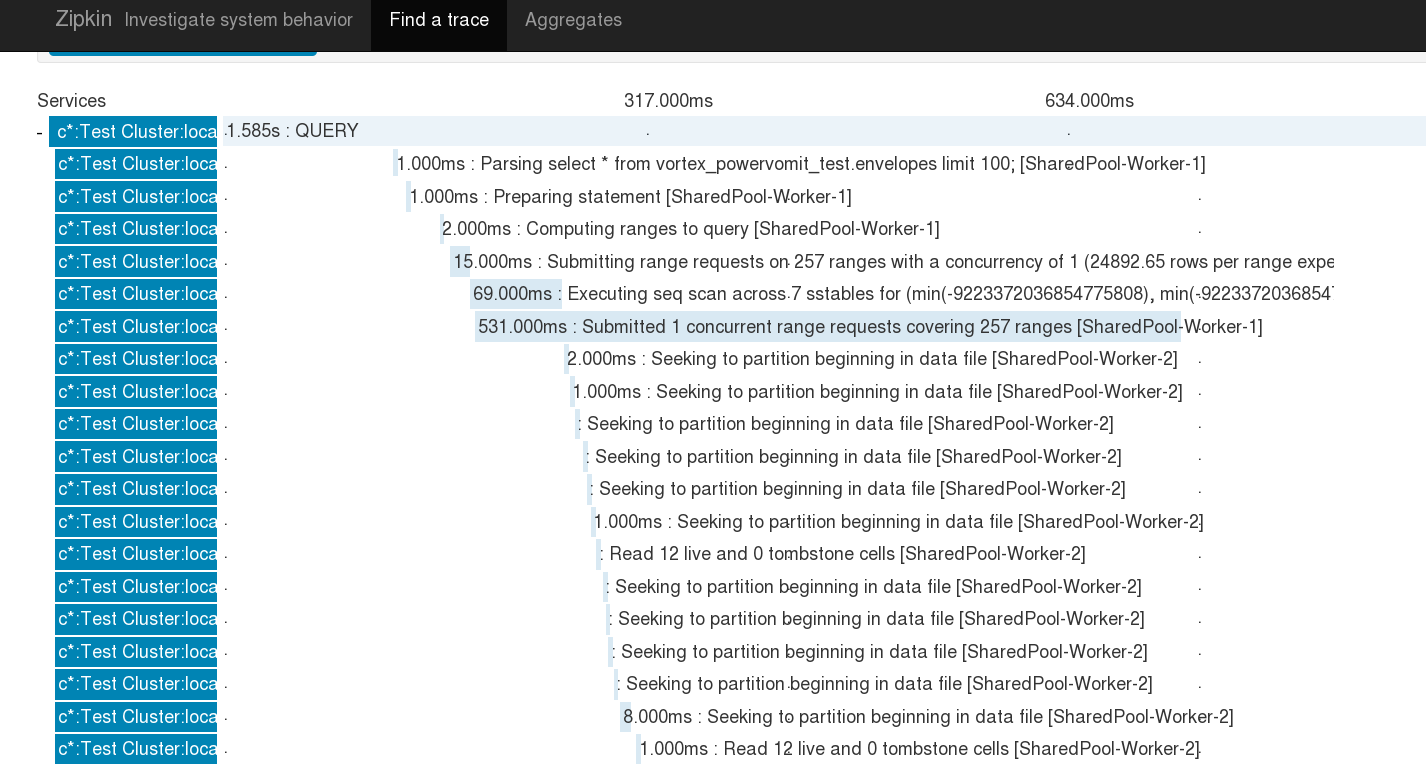 Zipkin Investigate system behavior Find a trace Aggregates
Services 317.000ms 634.000ms
- c*:Test Cluster:loca 1.585s : QUERY
c*:Test Cluster:loca 1.000ms : Parsing select * from vortex_powervomit_test.envelopes limit 100; [SharedPool-Worker-1]
c*:Test Cluster:loca 1.000ms : Preparing statement [SharedPool-Worker-1]
c*:Test Cluster:loca 2.000ms : Computing ranges to query [SharedPool-Worker-1]
c*:Test Cluster:loca 15.000ms : Submitting range requests on 257 ranges with a concurrency of 1 (24892.65 rows per range expe
c*:Test Cluster:loca 69.000ms : Executing seq scan across 7 sstables for (min(-9223372036854775808), min(-92233720368547
c*:Test Cluster:loca 531.000ms : Submitted 1 concurrent range requests covering 257 ranges [SharedPool-Worker-1]
c*:Test Cluster:loca 2.000ms : Seeking to partition beginning in data file [SharedPool-Worker-2]
c*:Test Cluster:loca 1.000ms : Seeking to partition beginning in data file [SharedPool-Worker-2]
c*:Test Cluster:loca : Seeking to partition beginning in data file [SharedPool-Worker-2]
c*:Test Cluster:loca : Seeking to partition beginning in data file [SharedPool-Worker-2]
c*:Test Cluster:loca : Seeking to partition beginning in data file [SharedPool-Worker-2]
c*:Test Cluster:loca 1.000ms : Seeking to partition beginning in data file [SharedPool-Worker-2]
c*:Test Cluster:loca : Read 12 live and 0 tombstone cells [SharedPool-Worker-2]
c*:Test Cluster:loca : Seeking to partition beginning in data file [SharedPool-Worker-2]
c*:Test Cluster:loca : Seeking to partition beginning in data file [SharedPool-Worker-2]
c*:Test Cluster:loca : Seeking to partition beginning in data file [SharedPool-Worker-2]
c*:Test Cluster:loca : Seeking to partition beginning in data file [SharedPool-Worker-2]
c*:Test Cluster:loca 8.000ms : Seeking to partition beginning in data file [SharedPool-Worker-2]
c*:Test Cluster:loca 1.000ms : Read 12 live and 0 tombstone cells [SharedPool-Worker-2]